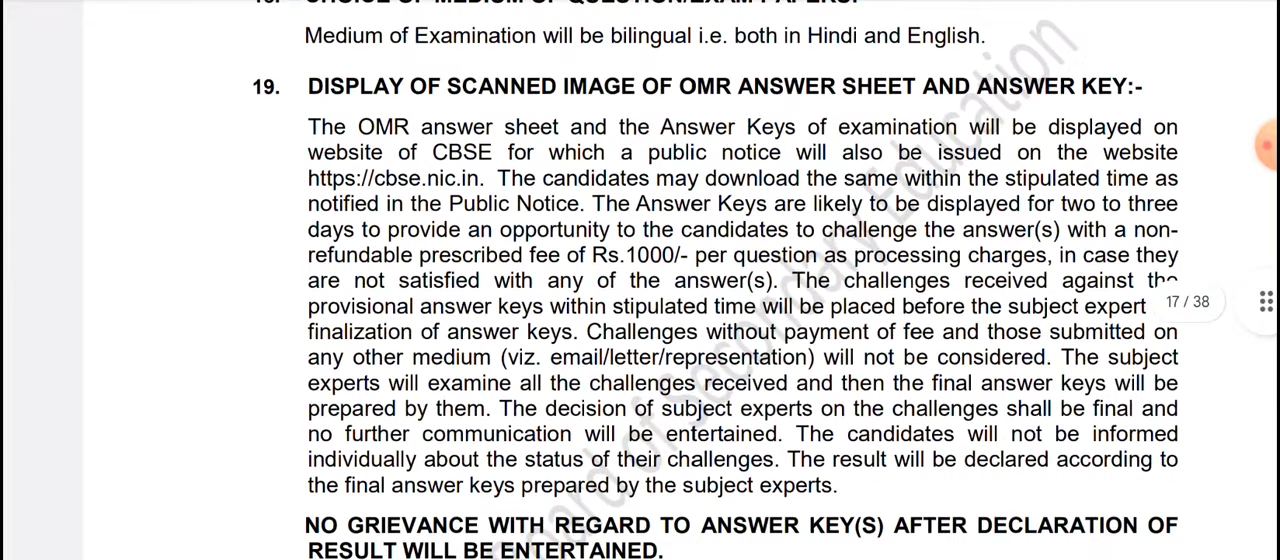 Medium of Examination will be bilingual i.e. both in Hindi and English.
19. DISPLAY OF SCANNED IMAGE OF OMR ANSWER SHEET AND ANSWER KEY:-
The OMR answer sheet and the Answer Keys of examination will be displayed on
website of CBSE for which a public notice will also be issued on the website
https://cbse.nic.in. The candidates may download the same within the stipulated time as
notified in the Public Notice. The Answer Keys are likely to be displayed for two to three
days to provide an opportunity to the candidates to challenge the answer(s) with a non-
refundable prescribed fee of Rs.1000/- per question as processing charges, in case they
are not satisfied with any of the answer(s). The challenges received against the
provisional answer keys within stipulated time will be placed before the subject expert
17 / 38
finalization of answer keys. Challenges without payment of fee and those submitted on
any other medium (viz. email/letter/representation) will not be considered. The subject
experts will examine all the challenges received and then the final answer keys will be
prepared by them. The decision of subject experts on the challenges shall be final and
no further communication will be entertained. The candidates will not be informed
individually about the status of their challenges. The result will be declared according to
the final answer keys prepared by the subject experts.
NO GRIEVANCE WITH REGARD TO ANSWER KEY(S) AFTER DECLARATION OF
RESULT WILL BE ENTERTAINED.
Board of Secondary Education